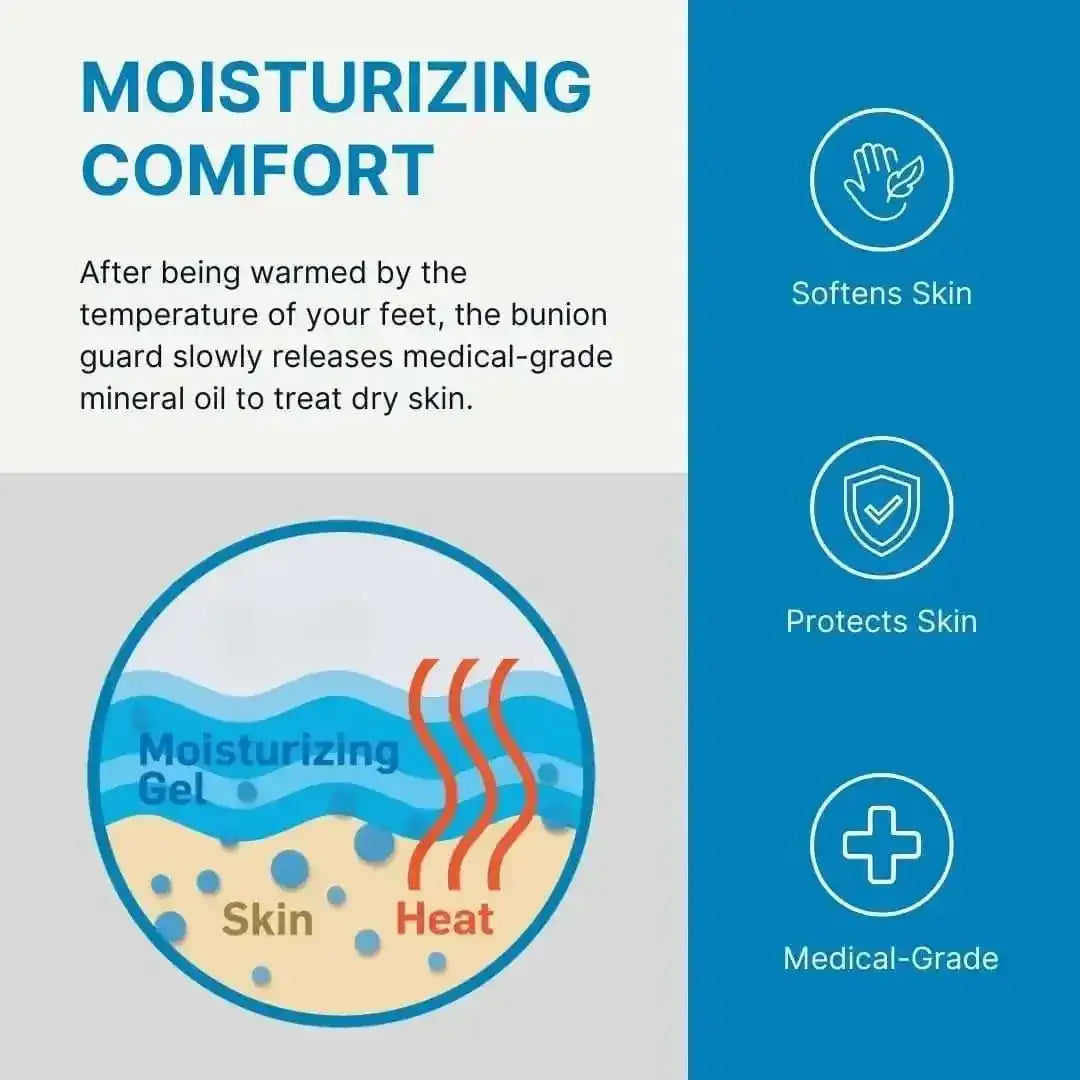 MOISTURIZING
COMFORT
After being warmed by the
temperature of your feet, the bunion
guard slowly releases medical-grade
mineral oil to treat dry skin.
Moisturizing
Gel
Skin
Heat
Softens Skin
Protects Skin
Medical-Grade